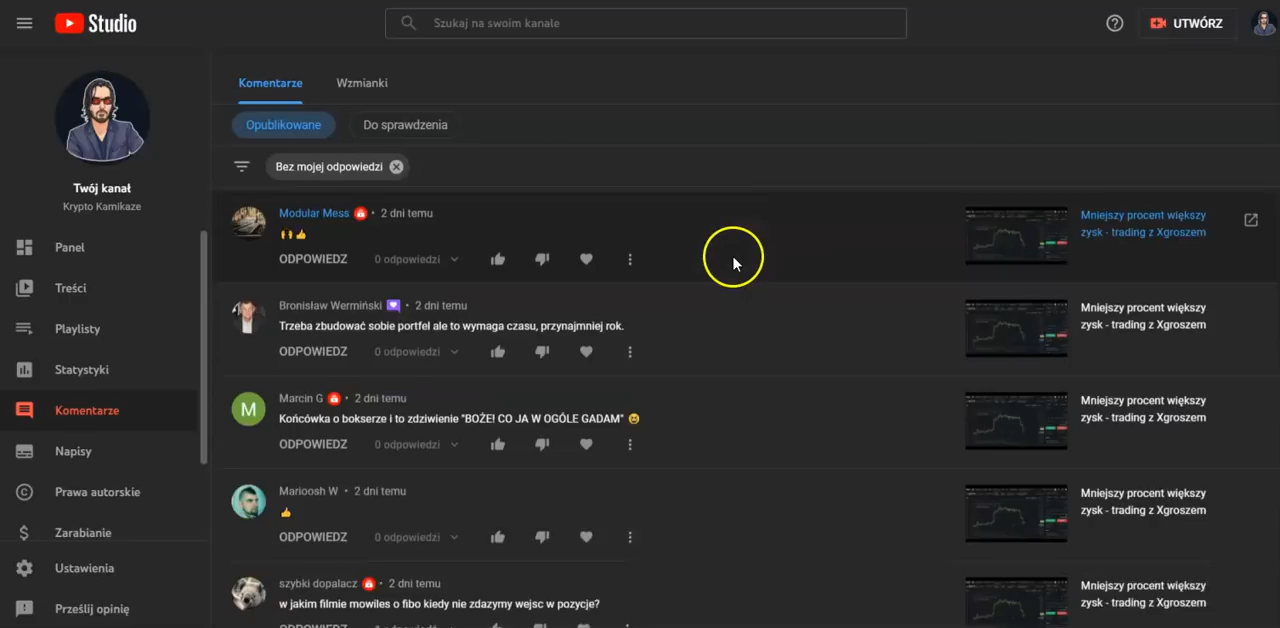 Studio
Szukaj na swoim kanale
UTWÓRZ
Twój kanał
Krypto Kamikaze
Panel
Treści
Playlisty
Statystyki
Komentarze
Napisy
Prawa autorskie
Zarabianie
Ustawienia
Prześlij opinię
Komentarze Wzmianki
Opublikowane Do sprawdzenia
Bez mojej odpowiedzi
Modular Mess • 2 dni temu
🙌👍
ODPOWIEDZ 0 odpowiedzi
Mniejszy procent większy
zysk - trading z Xgroszem
Bronisław Wermiński • 2 dni temu
Trzeba zbudować sobie portfel ale to wymaga czasu, przynajmniej rok.
ODPOWIEDZ 0 odpowiedzi
Mniejszy procent większy
zysk - trading z Xgroszem
M
Marcin G • 2 dni temu
Końcówka o bokserze i to zdziwienie "BOŻE! CO JA W OGÓLE GADAM" 😆
ODPOWIEDZ 0 odpowiedzi
Mniejszy procent większy
zysk - trading z Xgroszem
Marioosh W • 2 dni temu
👍
ODPOWIEDZ 0 odpowiedzi
Mniejszy procent większy
zysk - trading z Xgroszem
szybki dopalacz • 2 dni temu
w jakim filmie mowiles o fibo kiedy nie zdazymy wejsc w pozycje?
Mniejszy procent większy
zysk - trading z Xgroszem